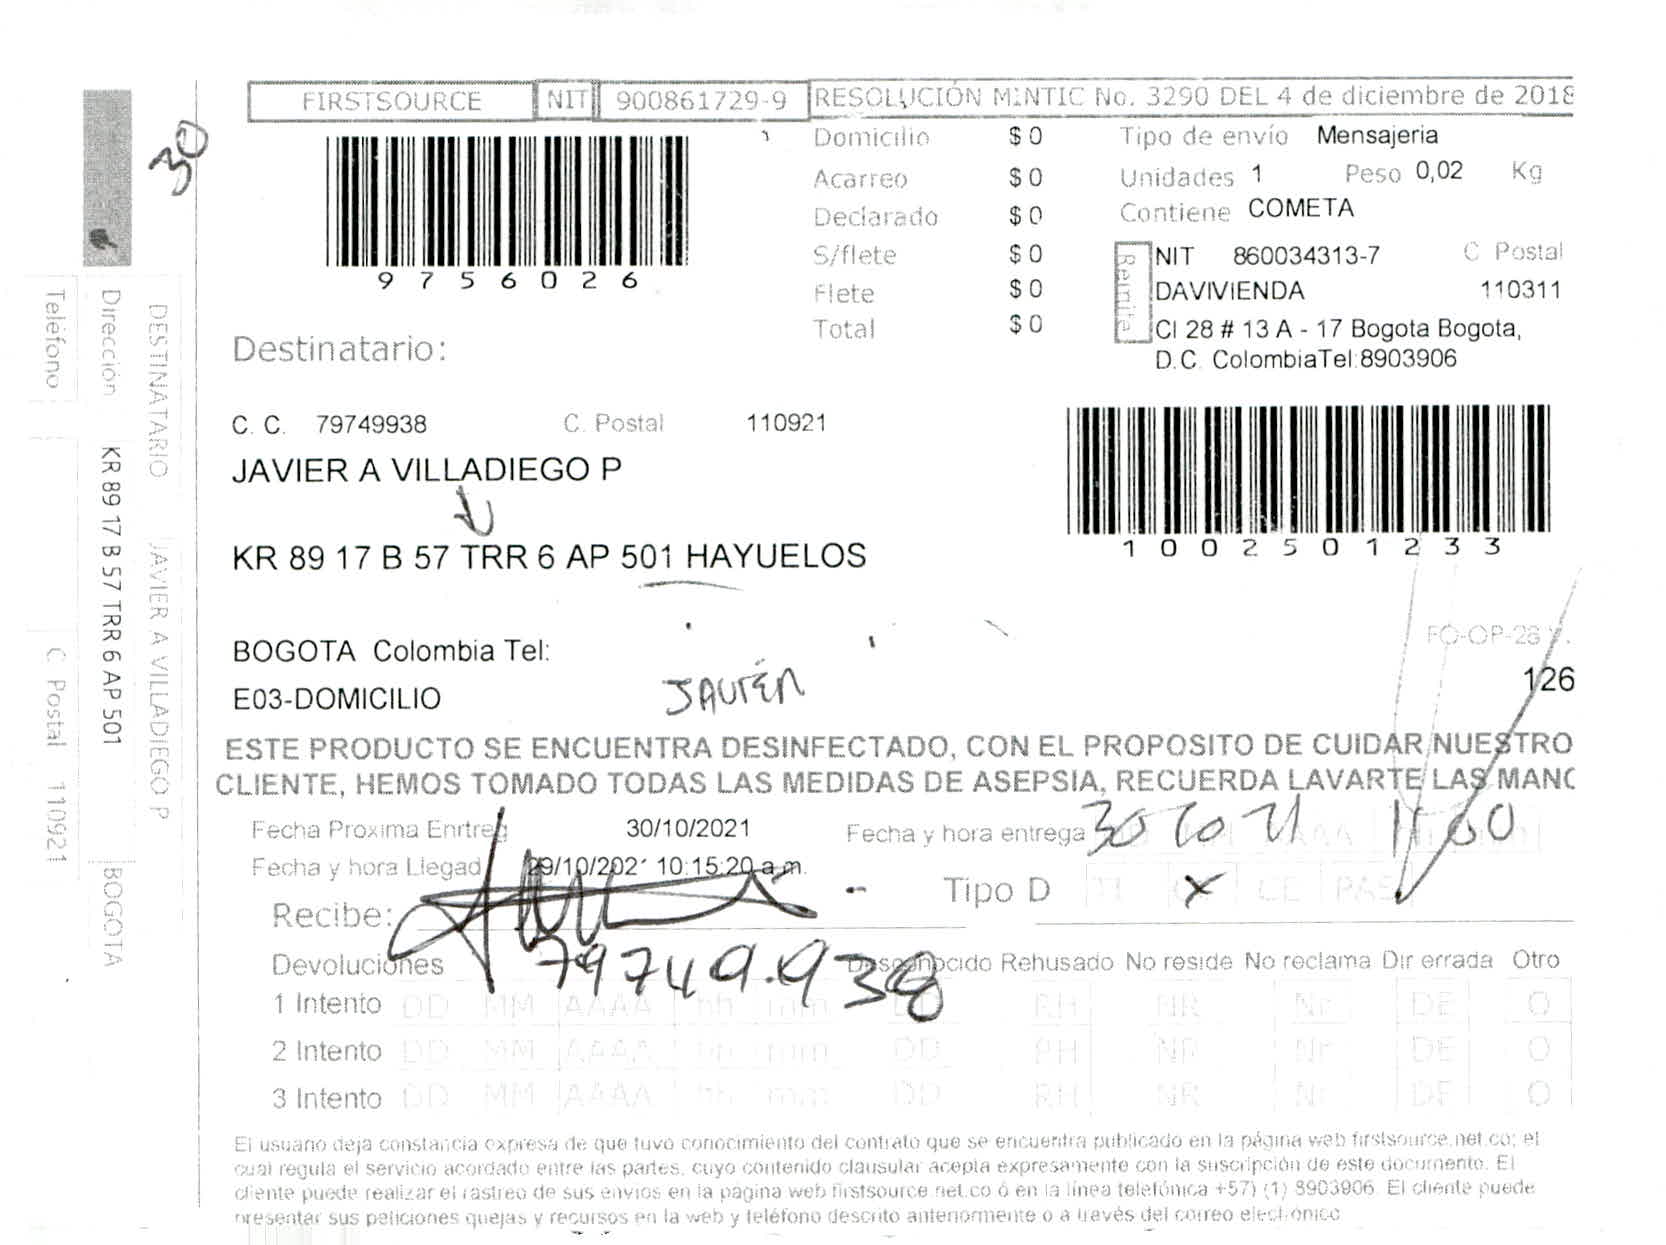 FIRSTSOURCE NIT 900861729-9 RESOLUCIÓN MINTIC No. 3290 DEL 4 de diciembre de 2018
30
9756026
Domicilio $ 0
Acarreo $ 0
Declarado $ 0
S/flete $ 0
Flete $ 0
Total $ 0
Tipo de envío Mensajeria
Unidades 1 Peso 0,02 Kg
Contiene COMETA
Remite
NIT 860034313-7 C Postal
DAVIVIENDA 110311
Cl 28 # 13 A - 17 Bogota Bogota,
D.C. ColombiaTel:8903906
1002501233
Destinatario:
C. C. 79749938 C. Postal 110921
JAVIER A VILLADIEGO P
KR 89 17 B 57 TRR 6 AP 501 HAYUELOS
BOGOTA Colombia Tel:
E03-DOMICILIO
JAVIER
FO-OP-28
126
ESTE PRODUCTO SE ENCUENTRA DESINFECTADO, CON EL PROPOSITO DE CUIDAR NUESTRO
CLIENTE, HEMOS TOMADO TODAS LAS MEDIDAS DE ASEPSIA, RECUERDA LAVARTE LAS MANO
Fecha Proxima Enrtreg 30/10/2021 Fecha y hora entrega 30 10 21 11 00
Fecha y hora Llegad 29/10/2021 10:15:20 a.m.
Tipo D TI X CE PAS
Recibe:
79749.938
Devoluciones Desconocido Rehusado No reside No reclama Dir errada Otro
1 Intento DD MM AAAA hh mm DD RH NR Nr DE O
2 Intento DD MM AAAA hh mm DD RH NR Nr DE O
3 Intento DD MM AAAA hh mm DD RH NR Nr DE O
El usuario deja constancia expresa de que tuvo conocimiento del contrato que se encuentra publicado en la página web firstsource.net.co; el
cual regula el servicio acordado entre las partes, cuyo contenido clausular acepta expresamente con la suscripción de este documento. El
cliente puede realizar el rastreo de sus envios en la pagina web firstsource.net.co ó en la línea telefónica +57) (1) 8903906. El cliente puede
presentar sus peticiones quejas y recursos en la web y teléfono descrito anteriormente o a través del correo electrónico
DESTINATARIO JAVIER A VILLADIEGO P
Dirección KR 89 17 B 57 TRR 6 AP 501 BOGOTA
Teléfono C Postal 110921